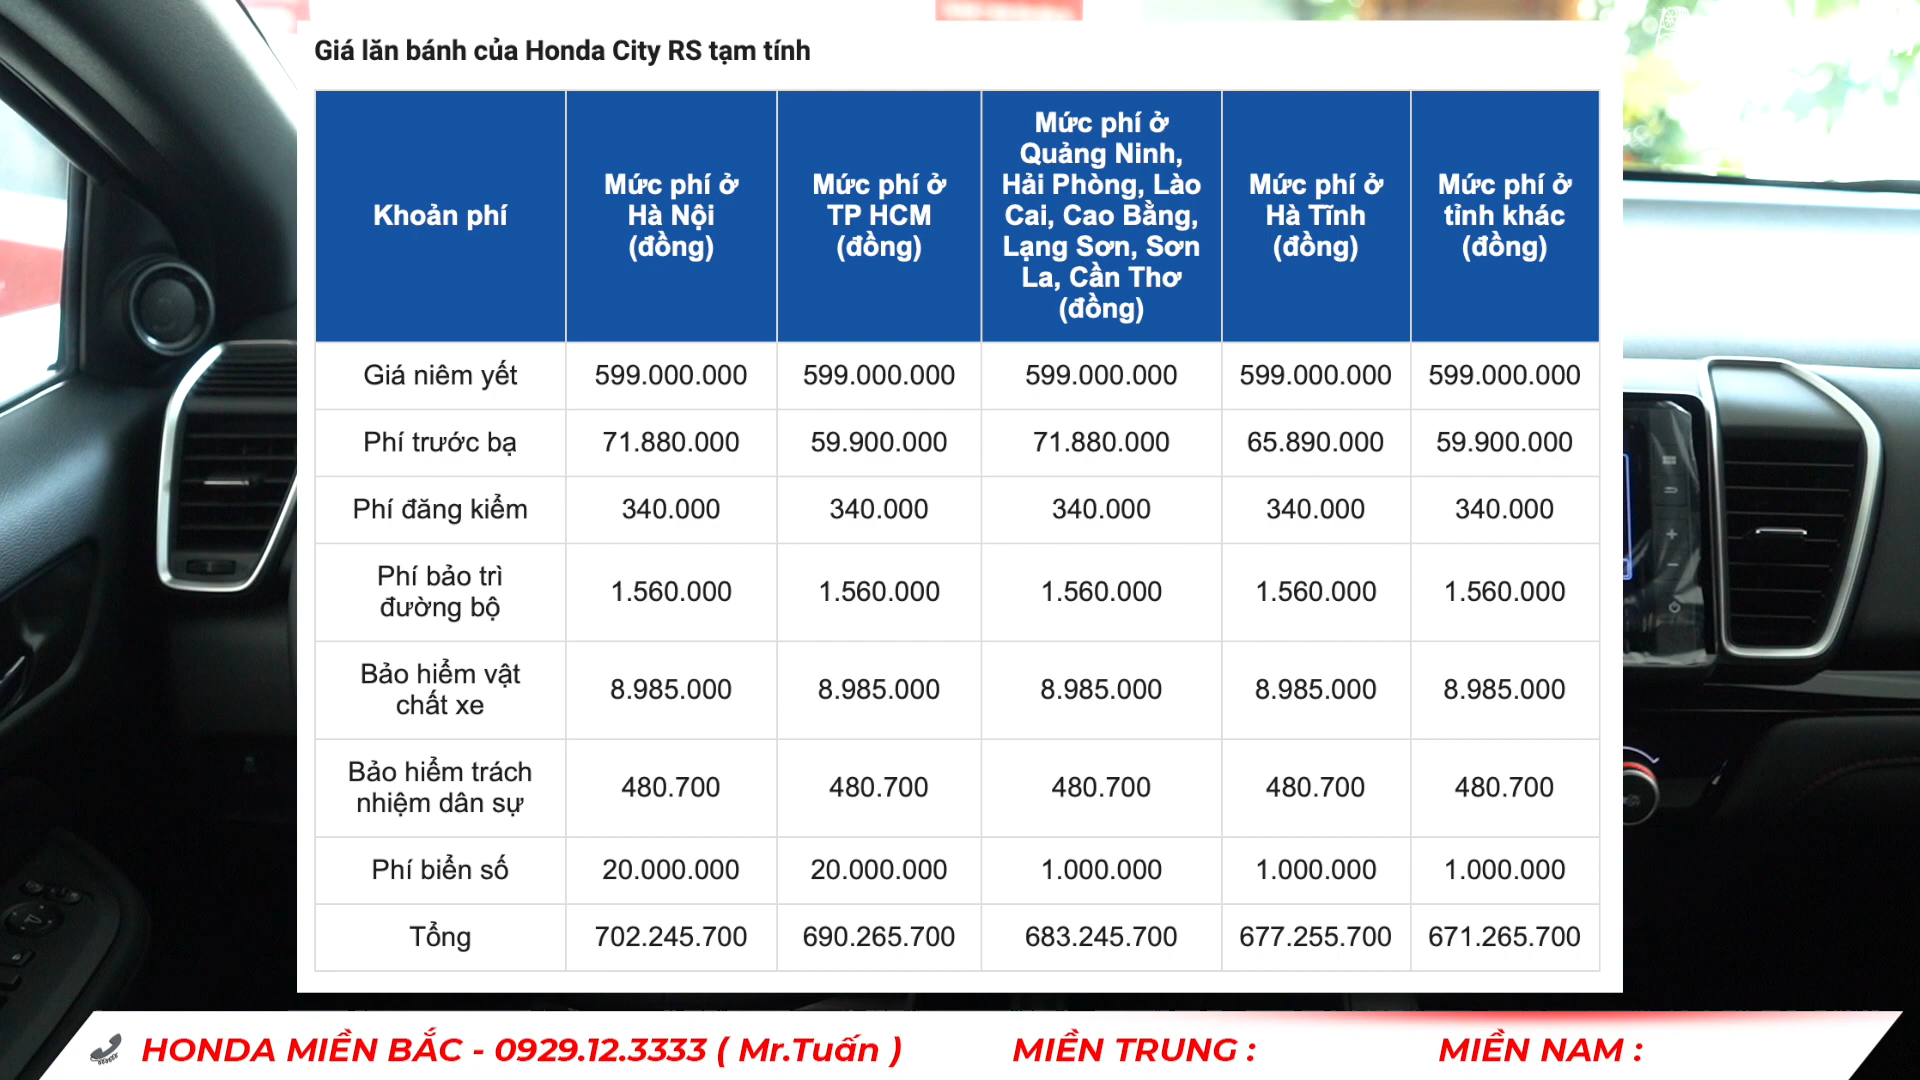 Giá lăn bánh của Honda City RS tạm tính
Khoản phí
Mức phí ở
Hà Nội
(đồng)
Mức phí ở
TP HCM
(đồng)
Mức phí ở
Quảng Ninh,
Hải Phòng, Lào
Cai, Cao Bằng,
Lạng Sơn, Sơn
La, Cần Thơ
(đồng)
Mức phí ở
Hà Tĩnh
(đồng)
Mức phí ở
tỉnh khác
(đồng)
Giá niêm yết 599.000.000 599.000.000 599.000.000 599.000.000 599.000.000
Phí trước bạ 71.880.000 59.900.000 71.880.000 65.890.000 59.900.000
Phí đăng kiểm 340.000 340.000 340.000 340.000 340.000
Phí bảo trì
đường bộ
1.560.000 1.560.000 1.560.000 1.560.000 1.560.000
Bảo hiểm vật
chất xe
8.985.000 8.985.000 8.985.000 8.985.000 8.985.000
Bảo hiểm trách
nhiệm dân sự
480.700 480.700 480.700 480.700 480.700
Phí biển số 20.000.000 20.000.000 1.000.000 1.000.000 1.000.000
Tổng 702.245.700 690.265.700 683.245.700 677.255.700 671.265.700
HONDA MIỀN BẮC - 0929.12.3333 ( Mr.Tuấn ) MIỀN TRUNG : MIỀN NAM :